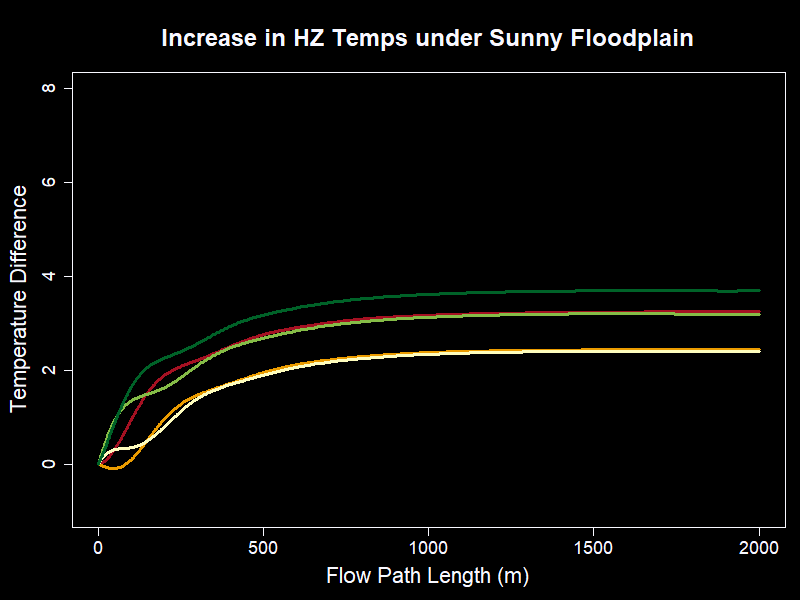 Increase in HZ Temps under Sunny Floodplain
8
6
4
2
0
Temperature Difference
0 500 1000 1500 2000
Flow Path Length (m)